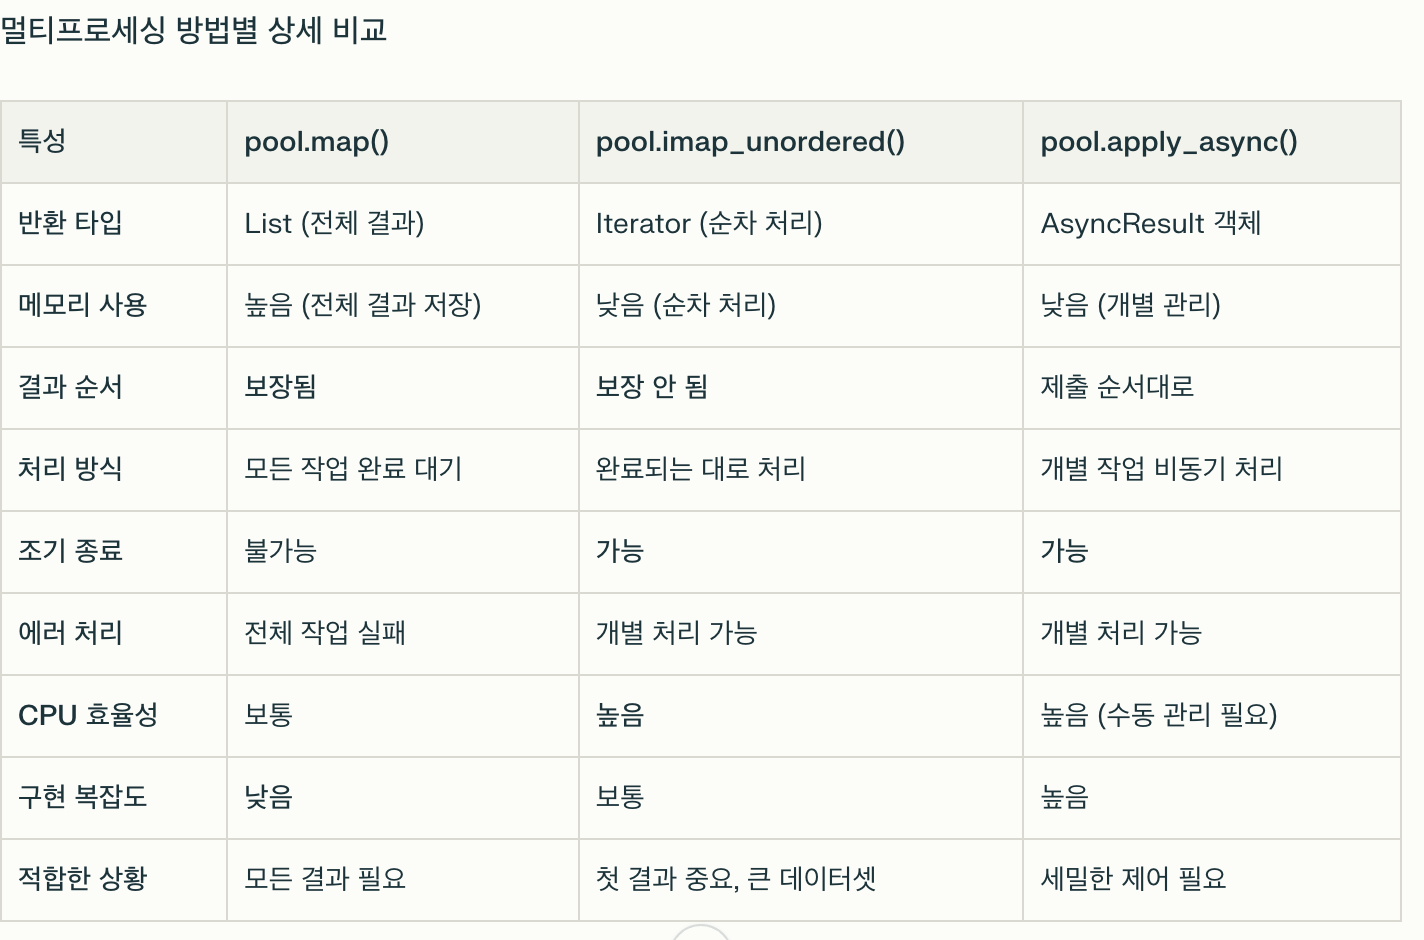 멀티프로세싱 방법별 상세 비교
특성 pool.map() pool.imap_unordered() pool.apply_async()
반환 타입 List (전체 결과) Iterator (순차 처리) AsyncResult 객체
메모리 사용 높음 (전체 결과 저장) 낮음 (순차 처리) 낮음 (개별 관리)
결과 순서 보장됨 보장 안 됨 제출 순서대로
처리 방식 모든 작업 완료 대기 완료되는 대로 처리 개별 작업 비동기 처리
조기 종료 불가능 가능 가능
에러 처리 전체 작업 실패 개별 처리 가능 개별 처리 가능
CPU 효율성 보통 높음 높음 (수동 관리 필요)
구현 복잡도 낮음 보통 높음
적합한 상황 모든 결과 필요 첫 결과 중요, 큰 데이터셋 세밀한 제어 필요